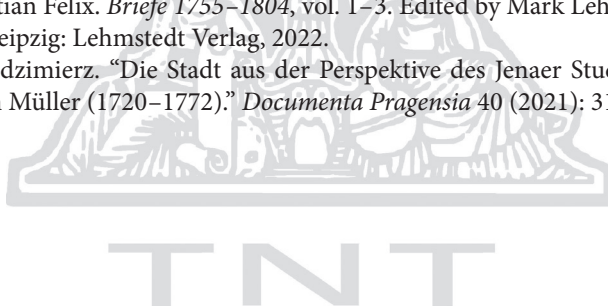 tian Felix. Briefe 1755–1804, vol. 1–3. Edited by Mark Leh
eipzig: Lehmstedt Verlag, 2022.
dzimierz. “Die Stadt aus der Perspektive des Jenaer Stud
n Müller (1720–1772).” Documenta Pragensia 40 (2021): 31
TNT